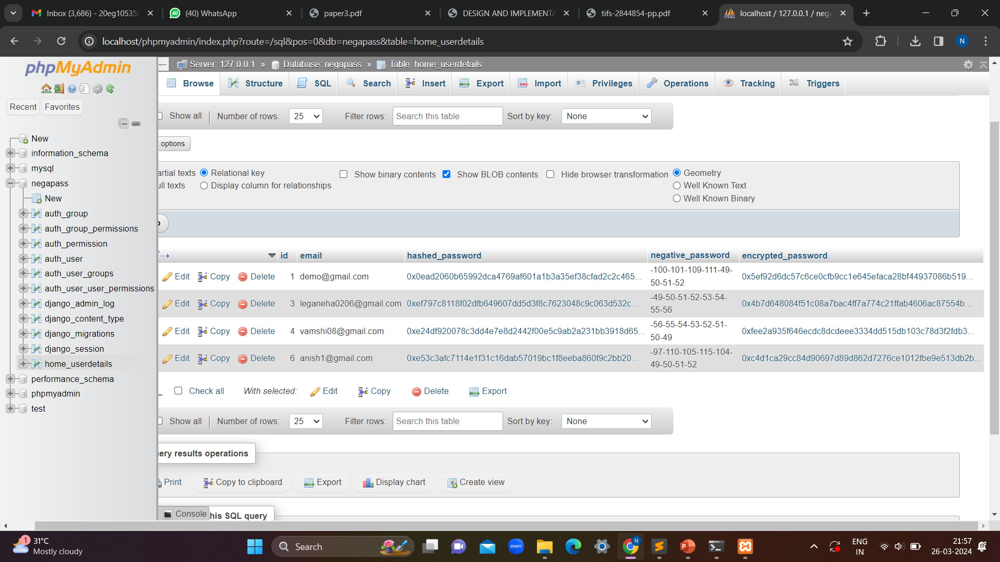 Inbox (3,686) - 20eg10535
(40) WhatsApp
paper3.pdf
DESIGN AND IMPLEMENTA
tifs-2844854-pp.pdf
localhost / 127.0.0.1 / nega
localhost/phpmyadmin/index.php?route=/sql&pos=0&db=negapass&table=home_userdetails
N
phpMyAdmin
Recent
Favorites
New
information_schema
mysql
negapass
New
auth_group
auth_group_permissions
auth_permission
auth_user
auth_user_groups
auth_user_user_permissions
django_admin_log
django_content_type
django_migrations
django_session
home_userdetails
performance_schema
phpmyadmin
test
Server: 127.0.0.1 » Database: negapass » Table: home_userdetails
Browse Structure SQL Search Insert Export Import Privileges Operations Tracking Triggers
Show all Number of rows: 25 Filter rows: Search this table Sort by key: None
options
artial texts Relational key Show binary contents Show BLOB contents Hide browser transformation Geometry
ull texts Display column for relationships Well Known Text
Well Known Binary
id email hashed_password negative_password encrypted_password
Edit Copy Delete 1 demo@gmail.com 0x0ead2060b65992dca4769af601a1b3a35ef38cfad2c2c465... -100-101-109-111-49-50-51-52 0x5ef92d6dc57c6ce0cfb9cc1e645efaca28bf44937086b519...
Edit Copy Delete 3 leganeha0206@gmail.com 0xef797c8118f02dfb649607dd5d3f8c7623048c9c063d532c... -49-50-51-52-53-54-55-56 0x4b7d648084f51c08a7bac4ff7a774c21ffab4606ac87554b...
Edit Copy Delete 4 vamshi08@gmail.com 0xe24df920078c3dd4e7e8d2442f00e5c9ab2a231bb3918d65... -56-55-54-53-52-51-50-49 0xfee2a935f646ecdc8dcdeee3334dd515db103c78d3f2fdb3...
Edit Copy Delete 6 anish1@gmail.com 0xe53c3afc7114e1f31c16dab57019bc1f8eeba860f9c2bb20... -97-110-105-115-104-49-50-51-52 0xc4d1ca29cc84d90697d89d862d7276ce1012fbe9e513db2b...
Check all With selected: Edit Copy Delete Export
Show all Number of rows: 25 Filter rows: Search this table Sort by key: None
ery results operations
Print Copy to clipboard Export Display chart Create view
Console his SQL query
1
31°C
Mostly cloudy
Search
zoom
N
ENG
IN
21:57
26-03-2024